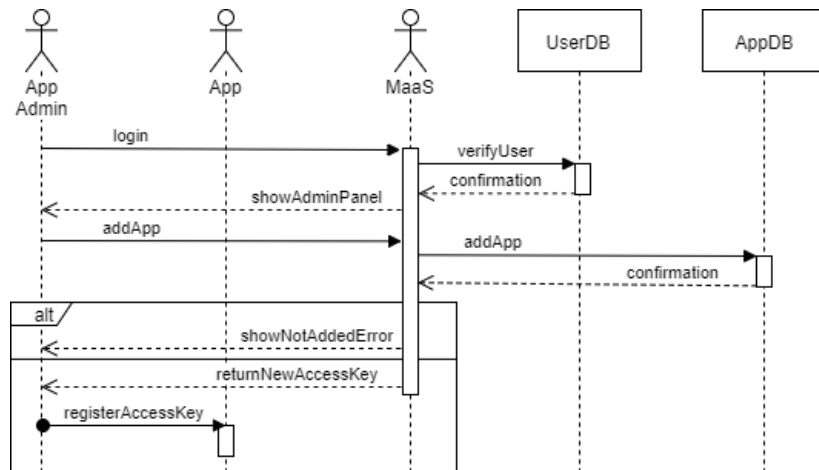 App
Admin
App
MaaS
UserDB
AppDB
login
verifyUser
confirmation
showAdminPanel
addApp
addApp
confirmation
alt
showNotAddedError
returnNewAccessKey
registerAccessKey